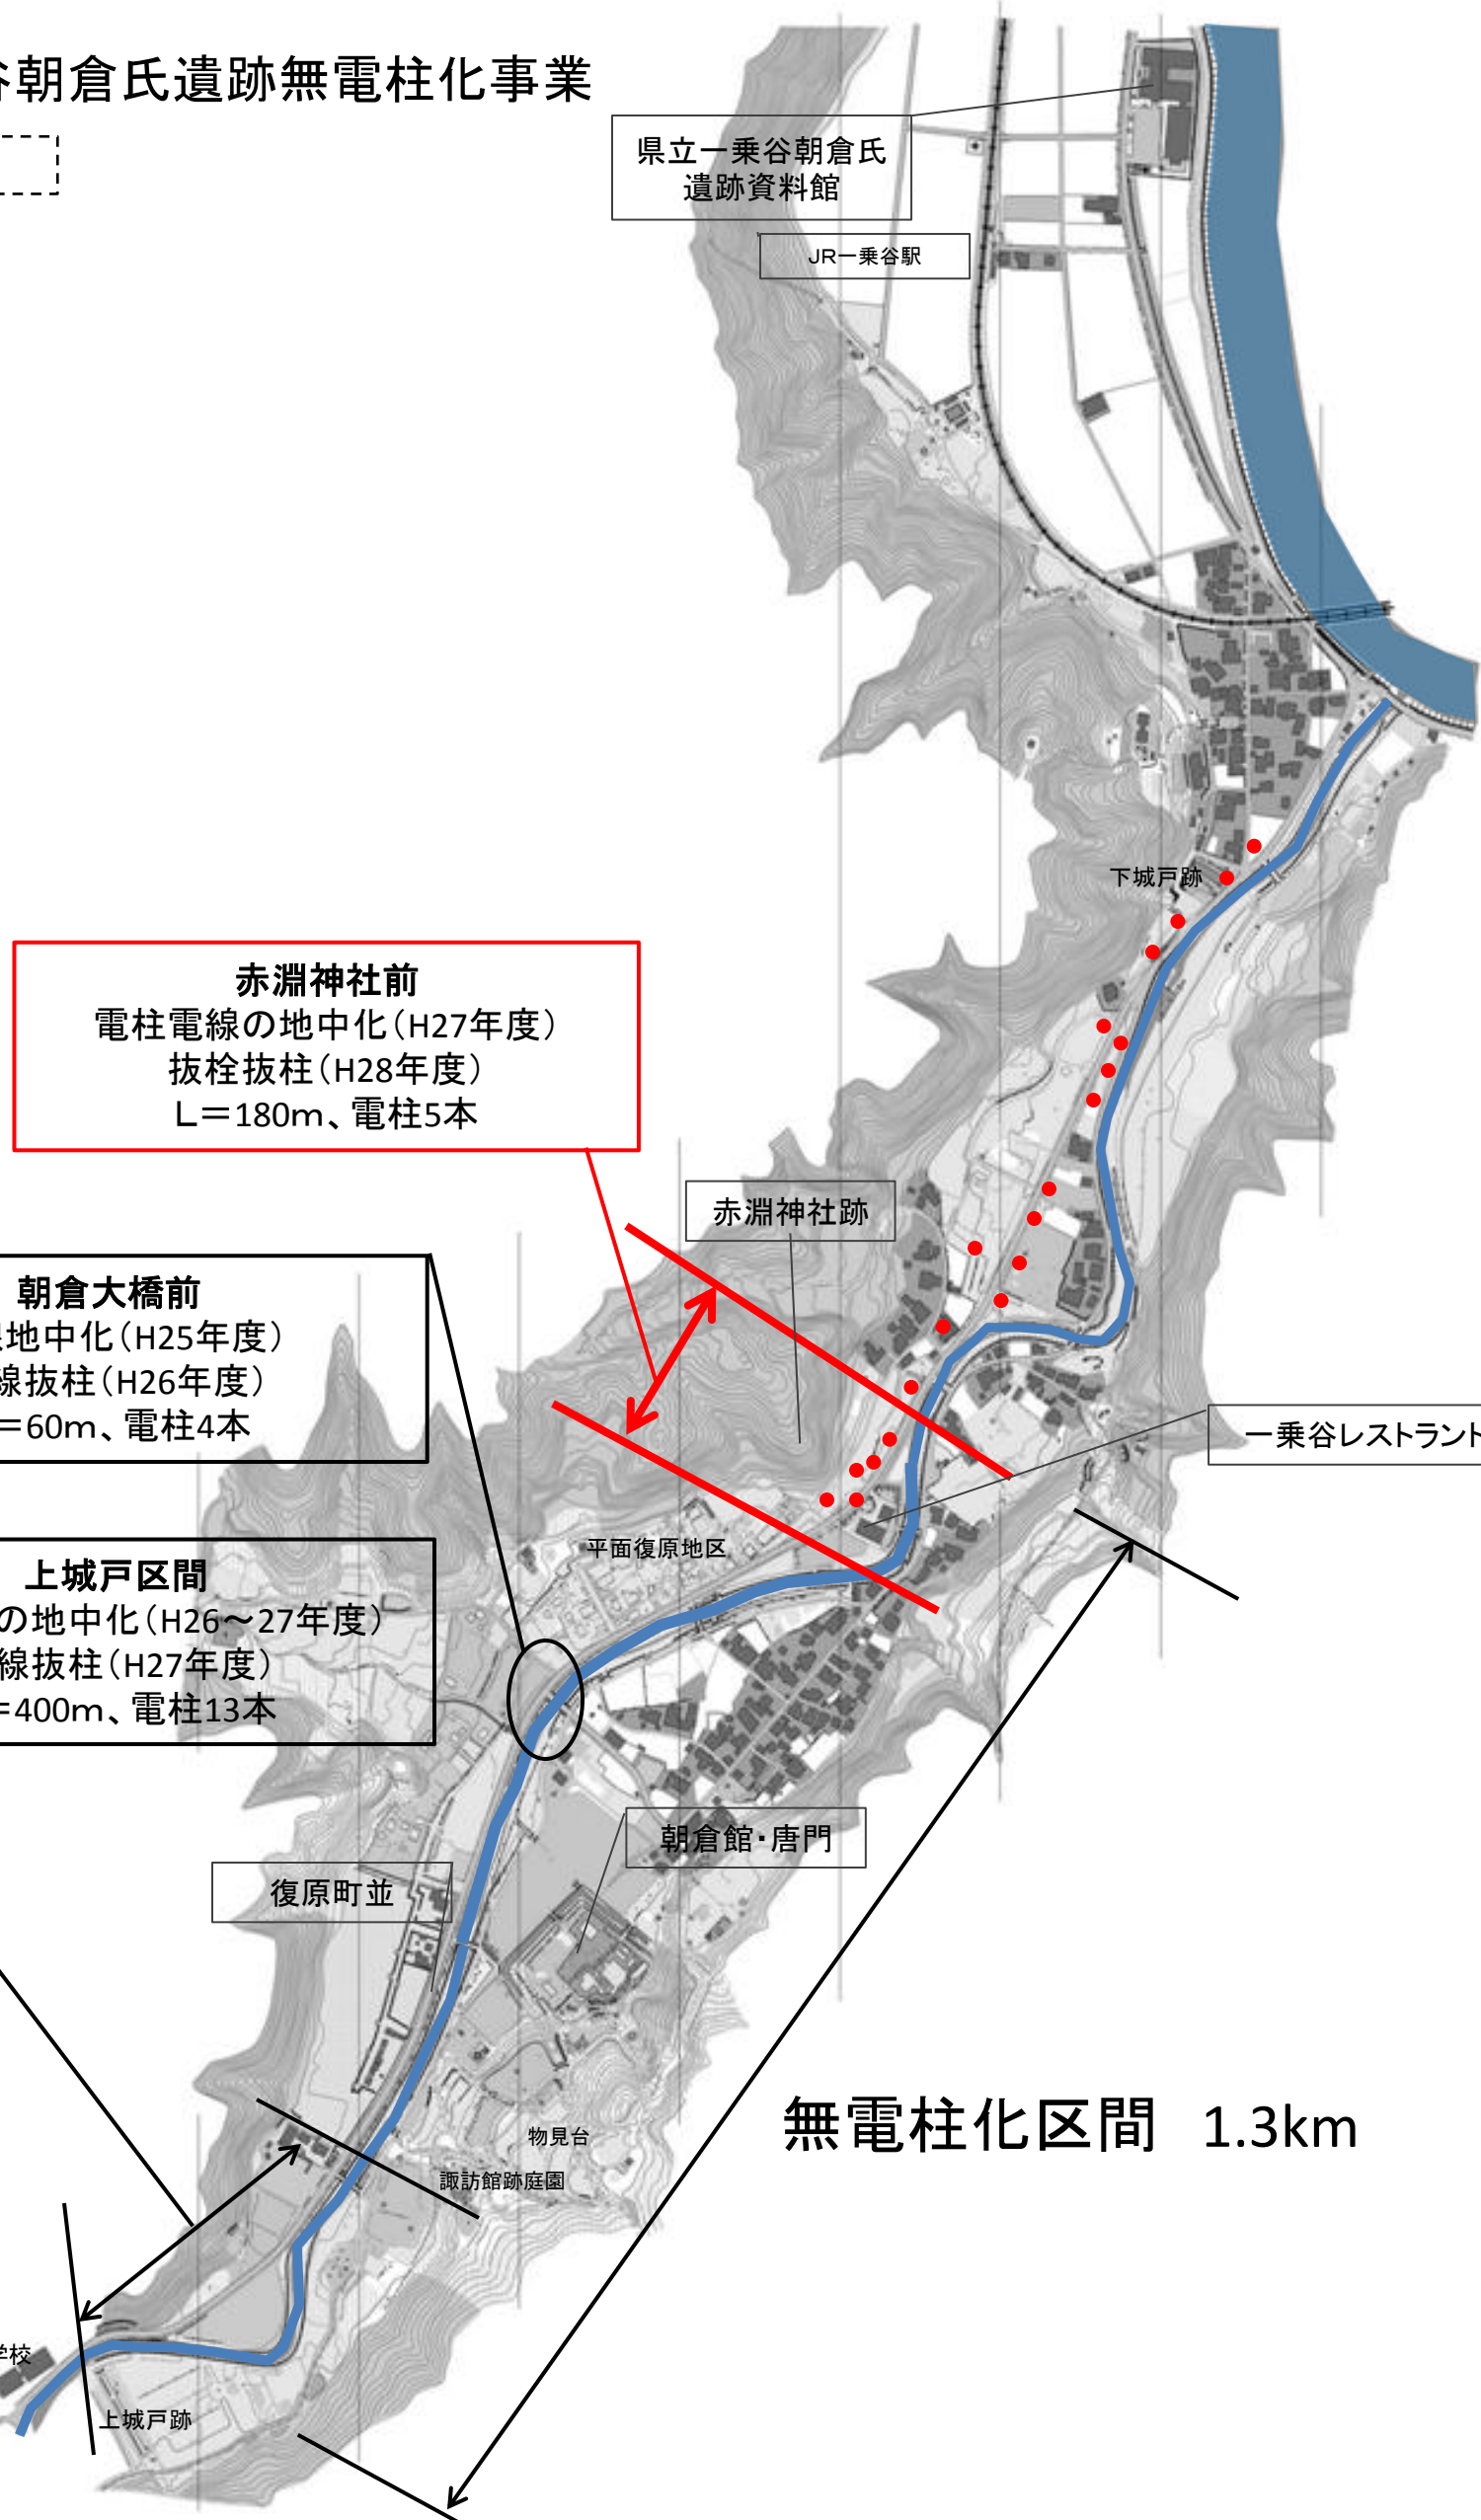 谷朝倉氏遺跡無電柱化事業
県立一乗谷朝倉氏
遺跡資料館
JR一乗谷駅
下城戸跡
赤淵神社前
電柱電線の地中化（H27年度）
抜栓抜柱（H28年度）
L＝180m、電柱5本
赤淵神社跡
朝倉大橋前
地中化（H25年度）
線抜柱（H26年度）
＝60m、電柱4本
一乗谷レストラント
平面復原地区
上城戸区間
の地中化（H26～27年度）
線抜柱（H27年度）
＝400m、電柱13本
朝倉館・唐門
復原町並
無電柱化区間　1.3km
物見台
諏訪館跡庭園
学校
上城戸跡